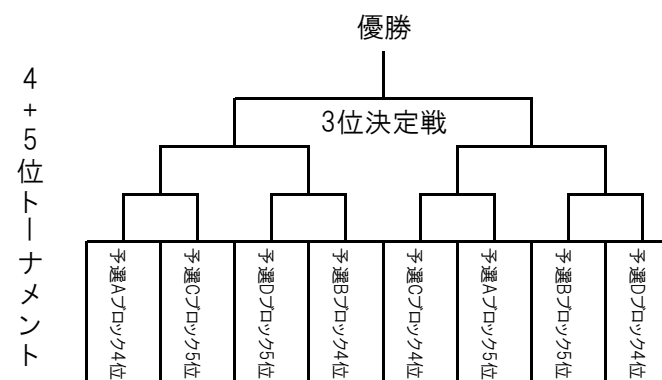 優勝
3位決定戦
4+5位トーナメント
予選Aブロック4位
予選Cブロック5位
予選Dブロック5位
予選Bブロック4位
予選Cブロック4位
予選Aブロック5位
予選Bブロック5位
予選Dブロック4位